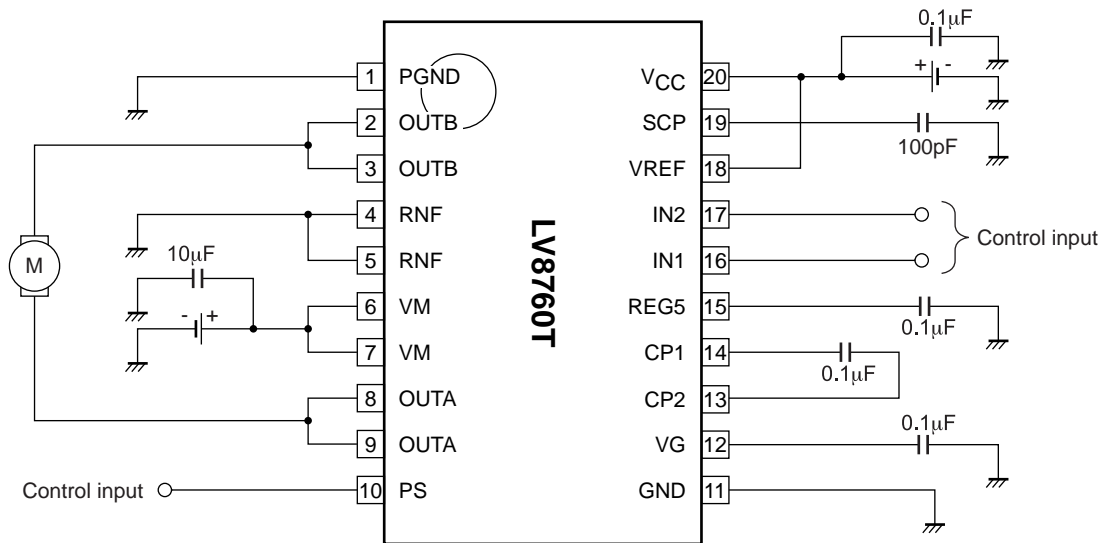 0.1µF
+ -
1 PGND
VCC 20
2 OUTB
SCP 19
100pF
3 OUTB
VREF 18
4 RNF
IN2 17
Control input
LV8760T
M
10µF
5 RNF
IN1 16
6 VM
REG5 15
0.1µF
- +
7 VM
CP1 14
0.1µF
8 OUTA
CP2 13
9 OUTA
VG 12
0.1µF
Control input
10 PS
GND 11